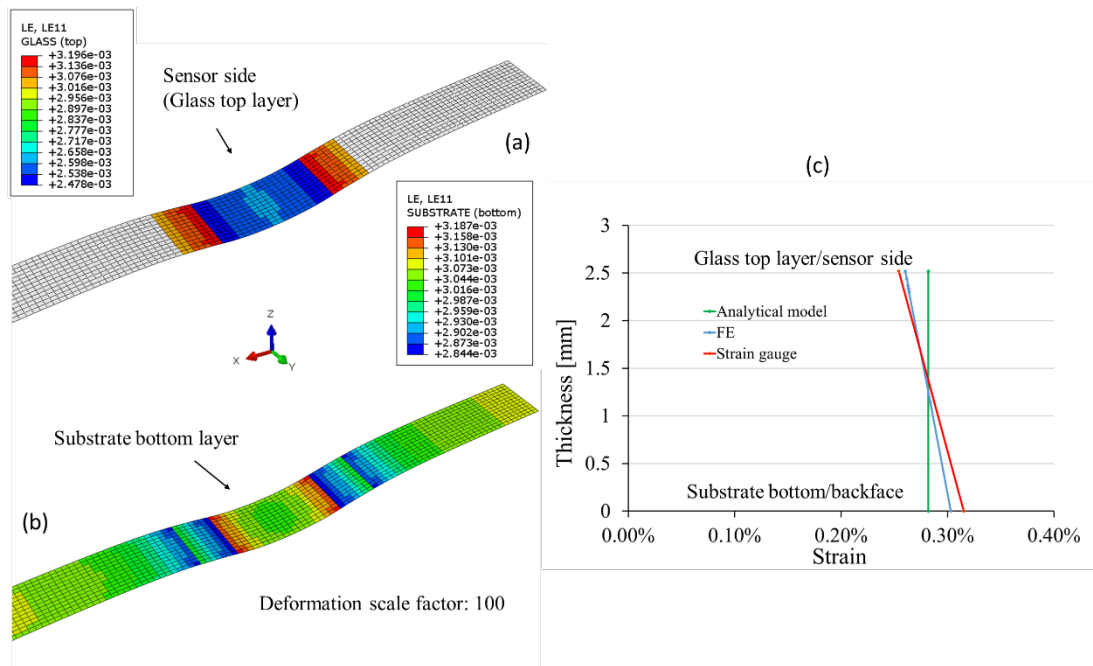 LE, LE11
GLASS (top)
+3.196e-03
+3.136e-03
+3.076e-03
+3.016e-03
+2.956e-03
+2.897e-03
+2.837e-03
+2.777e-03
+2.717e-03
+2.658e-03
+2.598e-03
+2.538e-03
+2.478e-03
Sensor side
(Glass top layer)
(a)
LE, LE11
SUBSTRATE (bottom)
+3.187e-03
+3.158e-03
+3.130e-03
+3.101e-03
+3.073e-03
+3.044e-03
+3.016e-03
+2.987e-03
+2.959e-03
+2.930e-03
+2.902e-03
+2.873e-03
+2.844e-03
Z
X
Y
Substrate bottom layer
(b)
Deformation scale factor: 100
(c)
Glass top layer/sensor side
Analytical model
FE
Strain gauge
Substrate bottom/backface
Thickness [mm]
3
2.5
2
1.5
1
0.5
0
0.00%
0.10%
0.20%
0.30%
0.40%
Strain